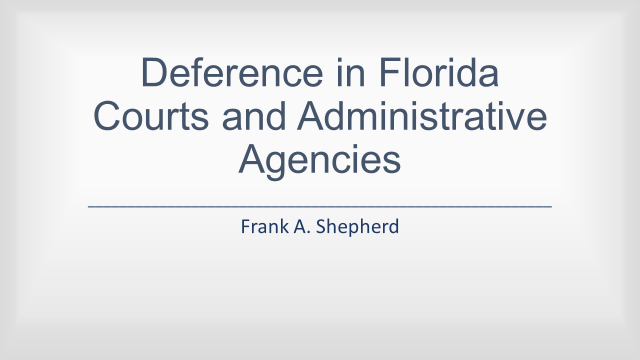 Deference in Florida
Courts and Administrative
Agencies
Frank A. Shepherd